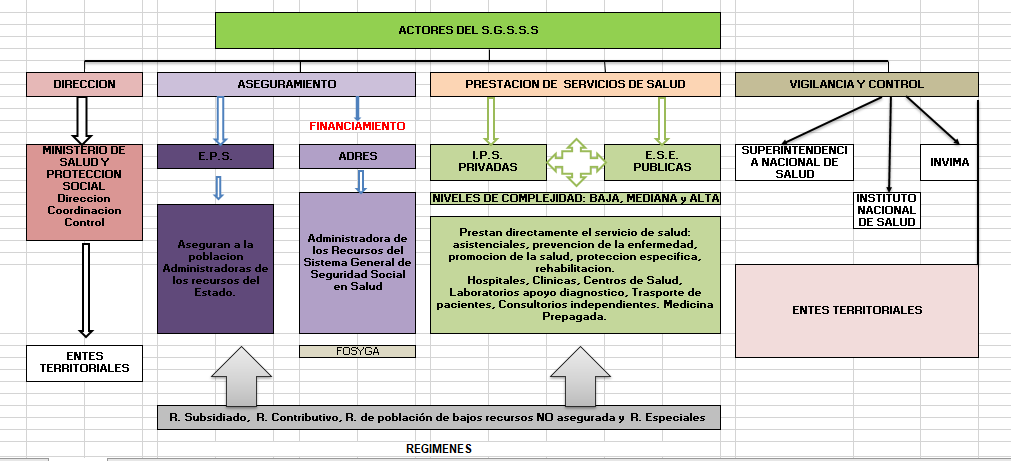 ACTORES DEL S.G.S.S.S
DIRECCION
ASEGURAMIENTO
PRESTACION DE SERVICIOS DE SALUD
VIGILANCIA Y CONTROL
FINANCIAMIENTO
MINISTERIO DE
SALUD Y
PROTECCION
SOCIAL
Direccion
Coordinacion
Control
E.P.S.
ADRES
I.P.S.
PRIVADAS
E.S.E.
PUBLICAS
SUPERINTENDENCI
A NACIONAL DE
SALUD
INVIMA
NIVELES DE COMPLEJIDAD: BAJA, MEDIANA y ALTA
INSTITUTO
NACIONAL
DE SALUD
Aseguran a la
poblacion
Administradoras de
los recursos del
Estado.
Administradora de
los Recursos del
Sistema General de
Seguridad Social
en Salud
Prestan directamente el servicio de salud:
asistenciales, prevencion de la enfermedad,
promocion de la salud, proteccion especifica,
rehabilitacion.
Hospitales, Clinicas, Centros de Salud,
Laboratorios apoyo diagnostico, Trasporte de
pacientes, Consultorios independientes. Medicina
Prepagada.
ENTES TERRITORIALES
ENTES
TERRITORIALES
FOSYGA
R. Subsidiado, R. Contributivo, R. de población de bajos recursos NO asegurada y R. Especiales
REGIMENES